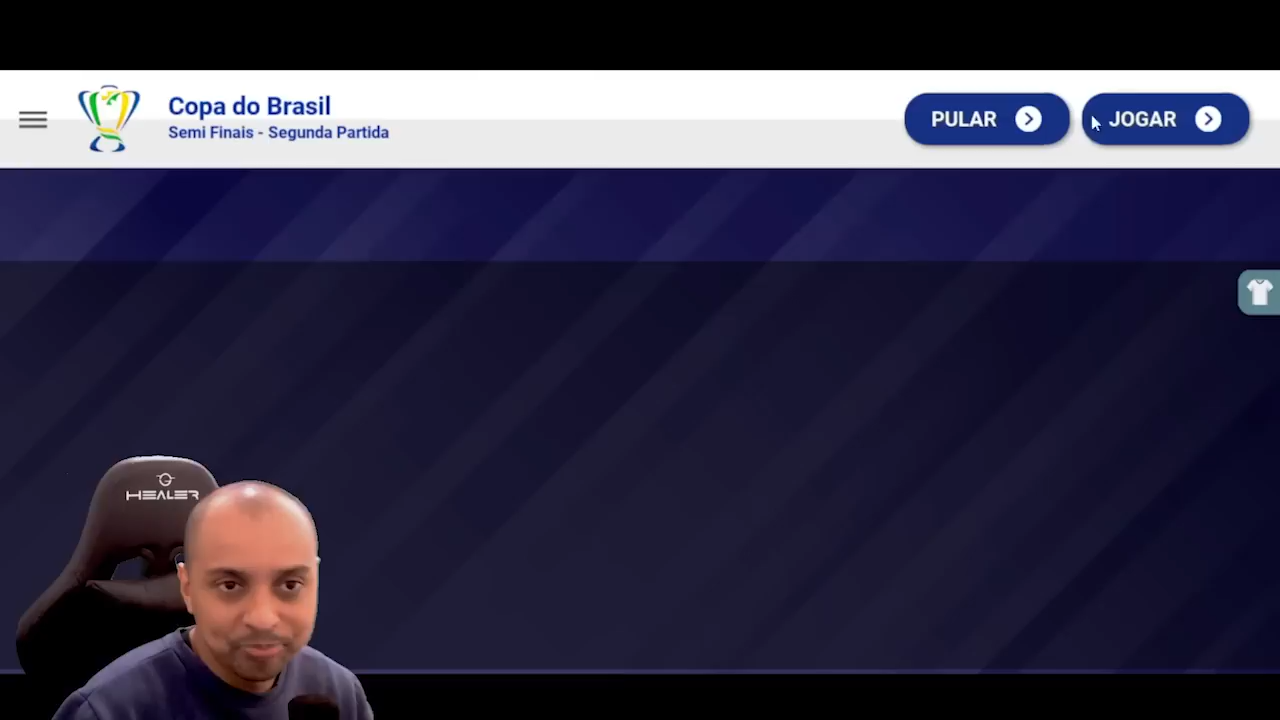 Copa do Brasil
Semi Finais - Segunda Partida
PULAR
JOGAR
HEALER